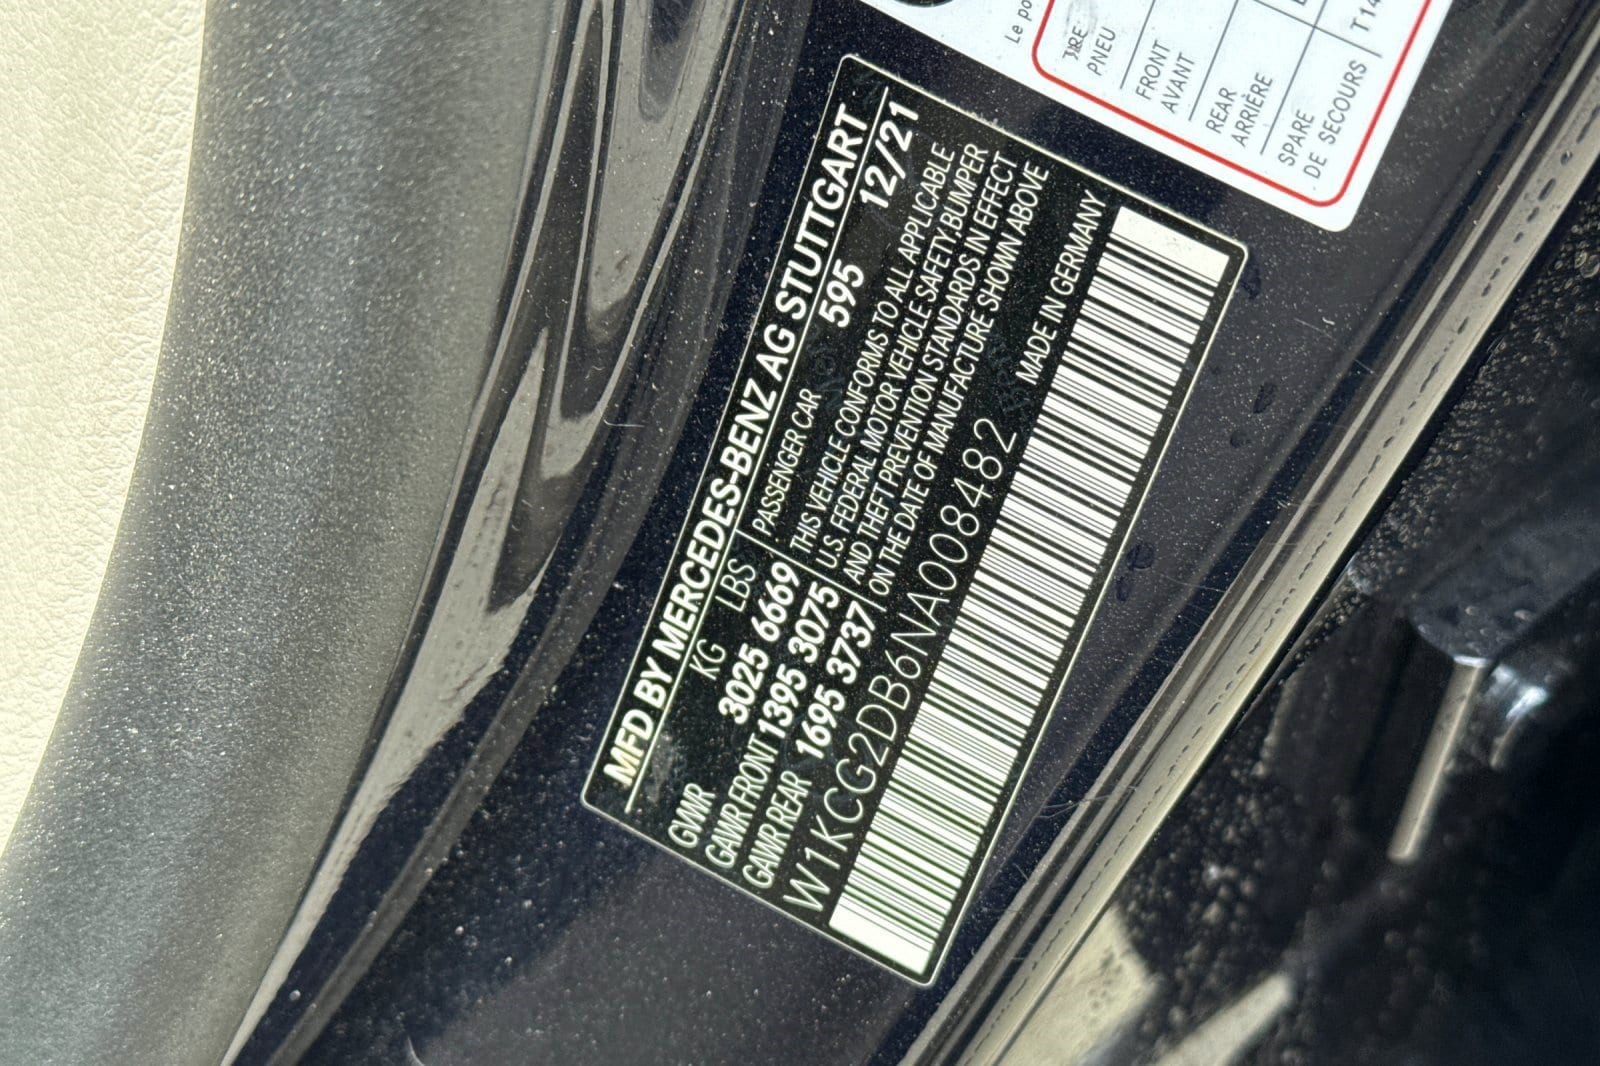 MFD BY MERCEDES-BENZ AG STUTTGART
KG LBS
GWR 3025 6669
GAWR FRONT 1395 3075
GAWR REAR 1695 3737
PASSENGER CAR 595 12/21
THIS VEHICLE CONFORMS TO ALL APPLICABLE
U.S. FEDERAL MOTOR VEHICLE SAFETY,BUMPER
AND THEFT PREVENTION STANDARDS IN EFFECT
ON THE DATE OF MANUFACTURE SHOWN ABOVE
MADE IN GERMANY
W1KCG2DB6NA008482
TIRE
PNEU
FRONT
AVANT
REAR
ARRIÈRE
SPARE
DE SECOURS